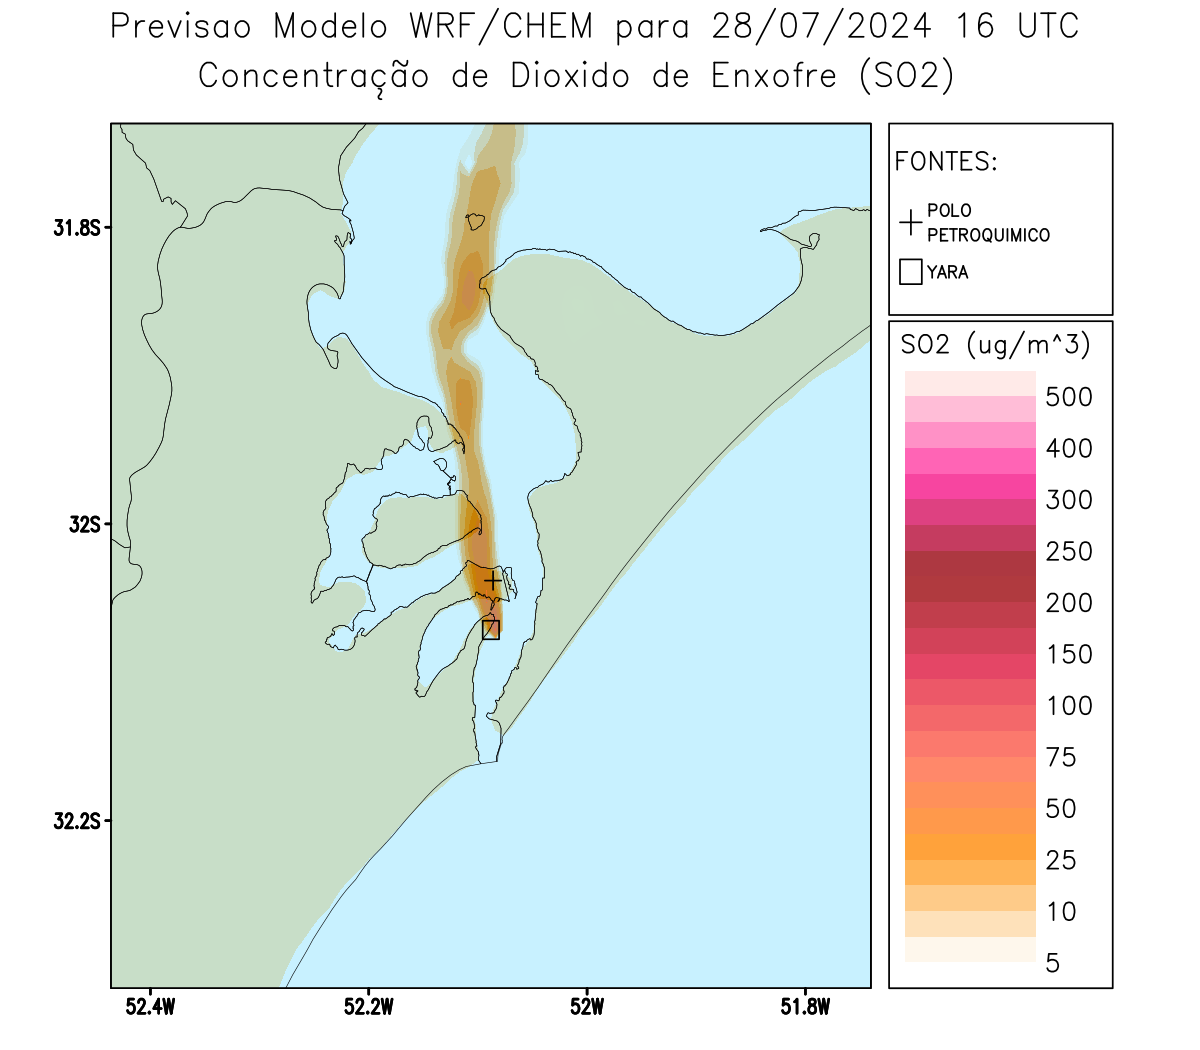 Previsao Modelo WRF/CHEM para 28/07/2024 16 UTC
Concentração de Dioxido de Enxofre (SO2)
FONTES:
POLO
PETROQUIMICO
YARA
SO2 (ug/m^3)
500
400
300
250
200
150
100
75
50
25
10
5
31.8S
32S
32.2S
52.4W
52.2W
52W
51.8W